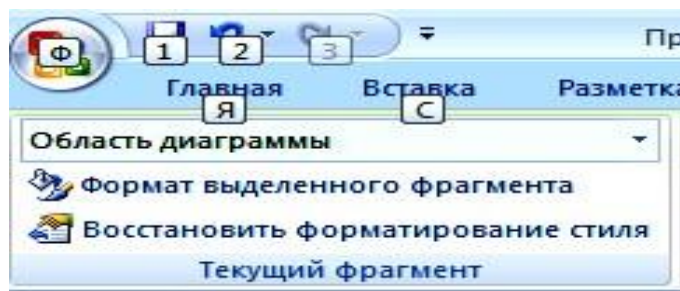 Ф 1 2 3 Пр
Главная Вставка Разметка
Я С
Область диаграммы
Формат выделенного фрагмента
Восстановить форматирование стиля
Текущий фрагмент